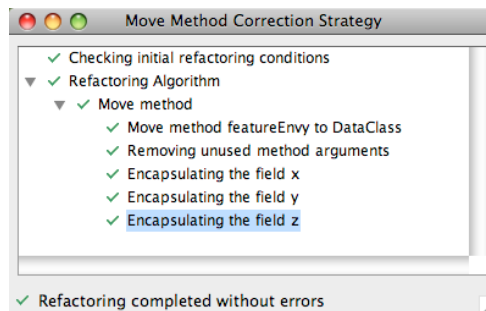 Move Method Correction Strategy
Checking initial refactoring conditions
Refactoring Algorithm
Move method
Move method featureEnvy to DataClass
Removing unused method arguments
Encapsulating the field x
Encapsulating the field y
Encapsulating the field z
Refactoring completed without errors